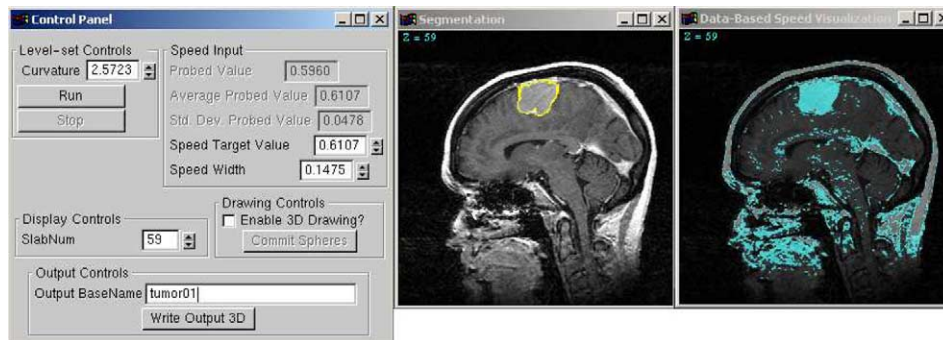 Control Panel
Level-set Controls
Curvature 2.5723
Run
Stop
Speed Input
Probed Value 0.5960
Average Probed Value 0.6107
Std. Dev. Probed Value 0.0478
Speed Target Value 0.6107
Speed Width 0.1475
Display Controls
SlabNum 59
Drawing Controls
Enable 3D Drawing?
Commit Spheres
Output Controls
Output BaseName tumor01
Write Output 3D
Segmentation
Z = 59
Data-Based Speed Visualization
Z = 59